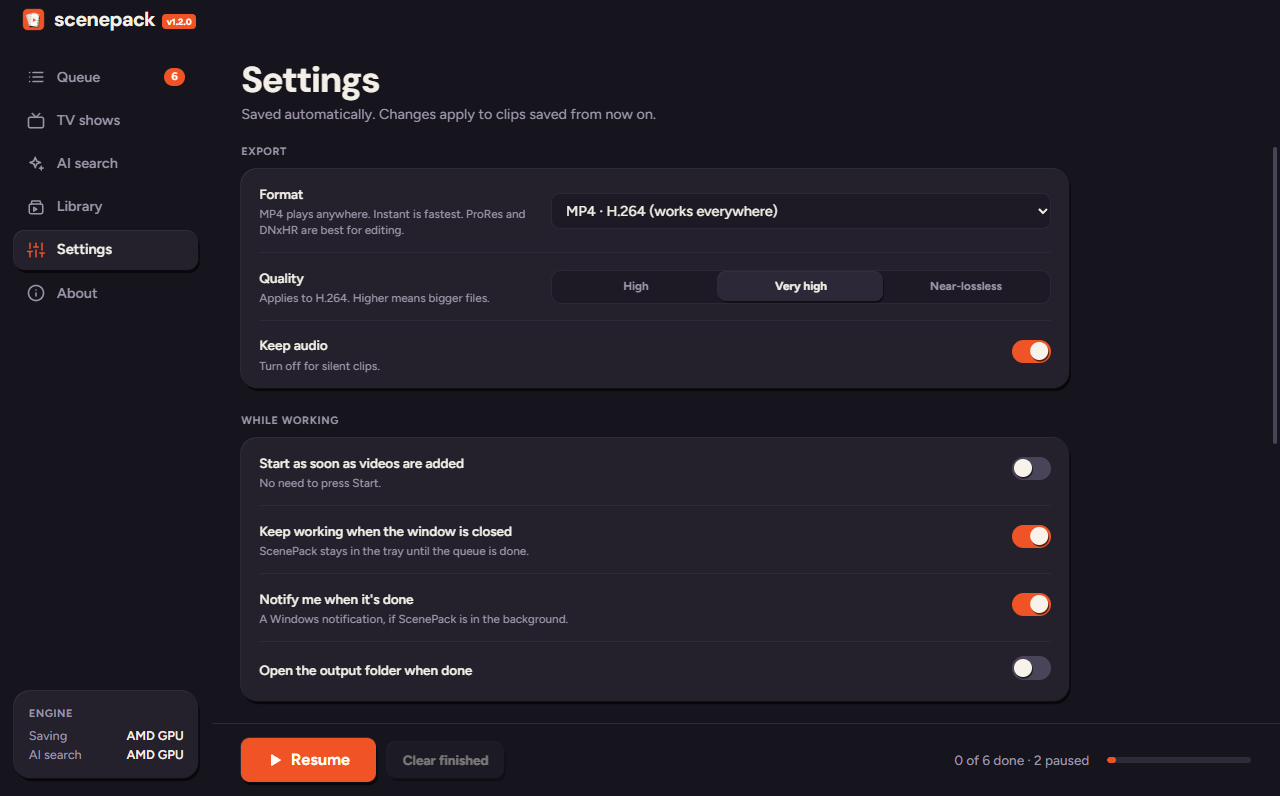 scenepack v1.2.0
Queue 6
TV shows
AI search
Library
Settings
About
ENGINE
Saving AMD GPU
AI search AMD GPU
Settings
Saved automatically. Changes apply to clips saved from now on.
EXPORT
Format
MP4 plays anywhere. Instant is fastest. ProRes and
DNxHR are best for editing.
MP4 · H.264 (works everywhere)
Quality
Applies to H.264. Higher means bigger files.
High Very high Near-lossless
Keep audio
Turn off for silent clips.
WHILE WORKING
Start as soon as videos are added
No need to press Start.
Keep working when the window is closed
ScenePack stays in the tray until the queue is done.
Notify me when it's done
A Windows notification, if ScenePack is in the background.
Open the output folder when done
Resume Clear finished 0 of 6 done · 2 paused